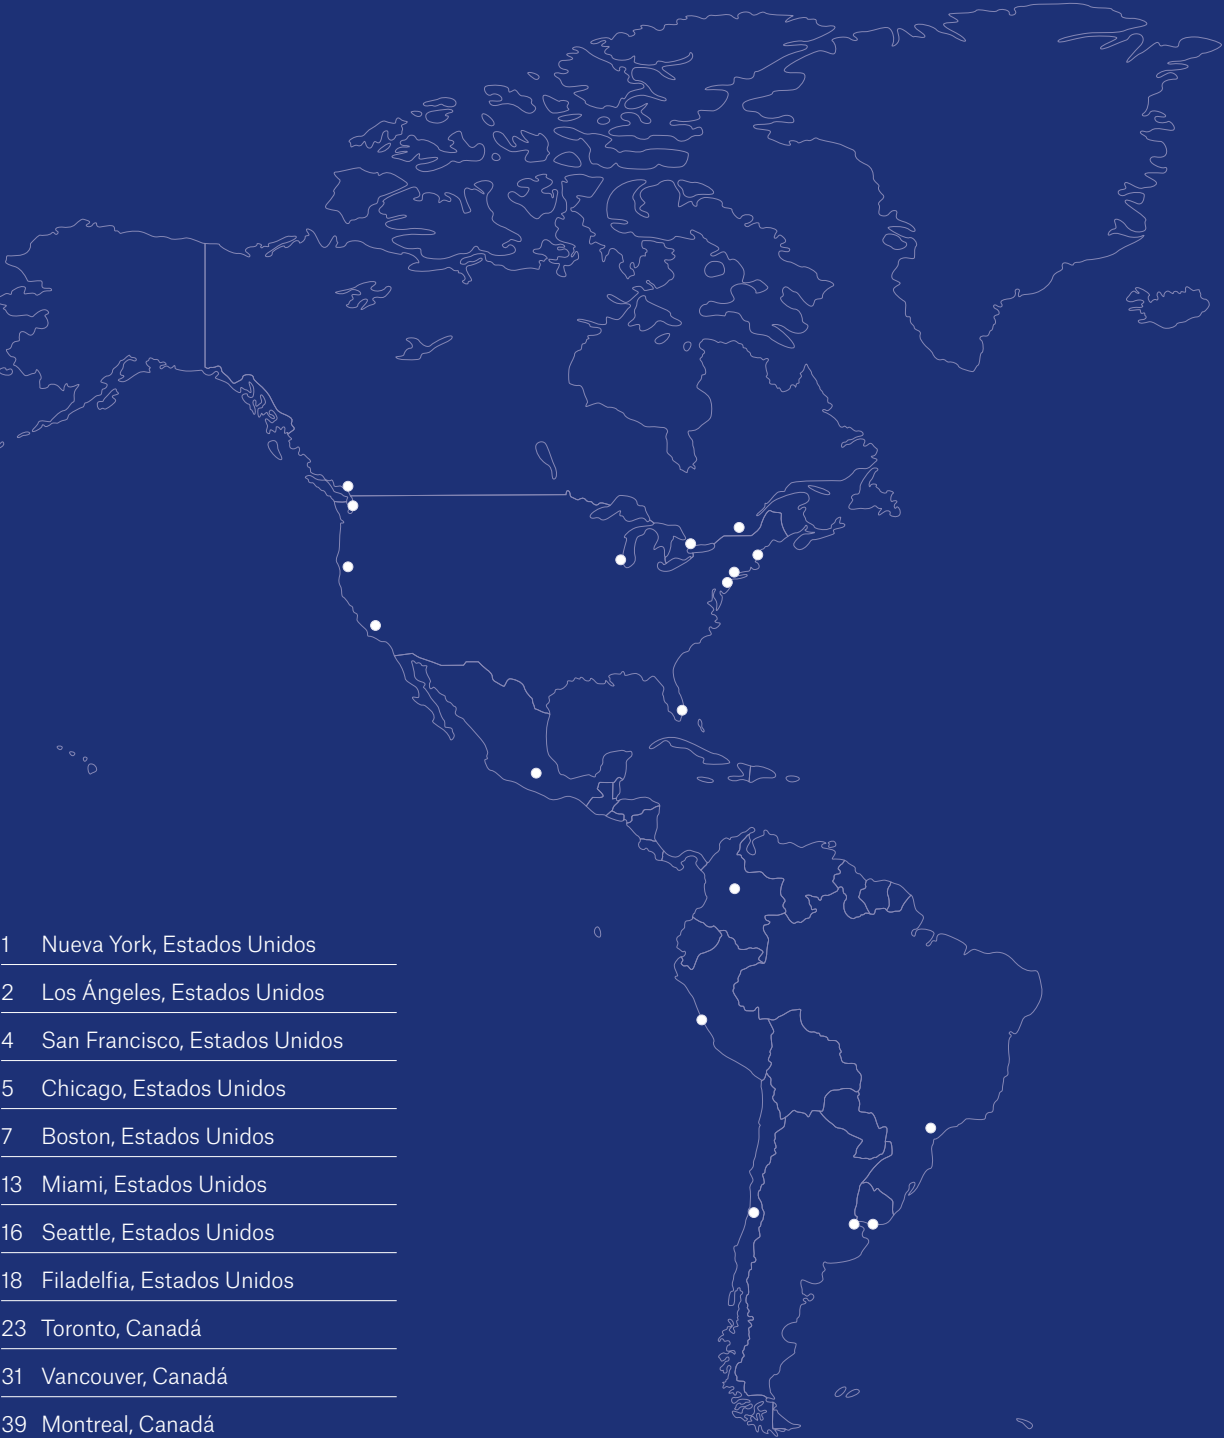 1 Nueva York, Estados Unidos
2 Los Ángeles, Estados Unidos
4 San Francisco, Estados Unidos
5 Chicago, Estados Unidos
7 Boston, Estados Unidos
13 Miami, Estados Unidos
16 Seattle, Estados Unidos
18 Filadelfia, Estados Unidos
23 Toronto, Canadá
31 Vancouver, Canadá
39 Montreal, Canadá